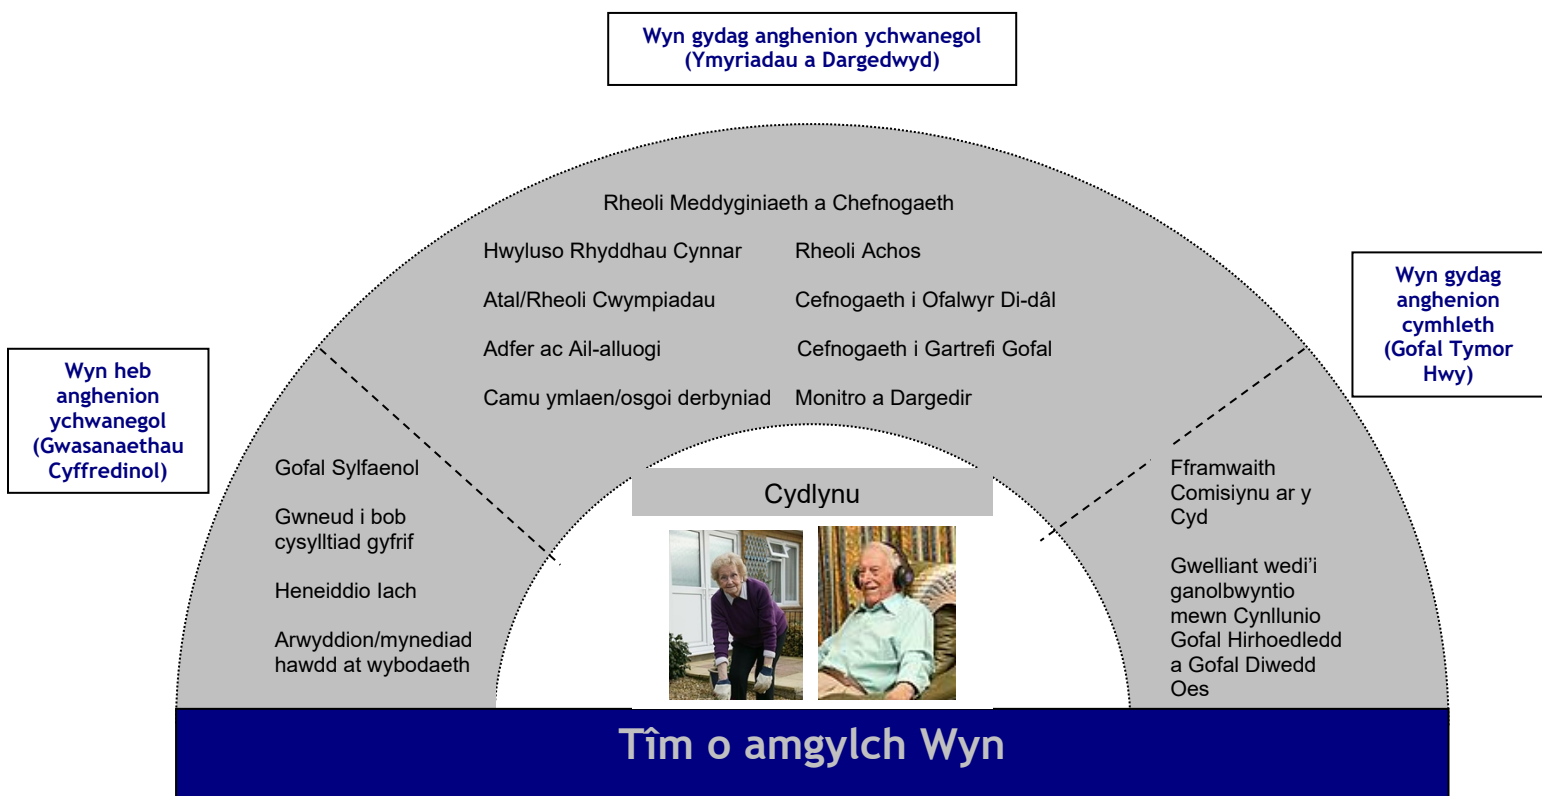 Wyn gydag anghenion ychwanegol
(Ymyriadau a Dargedwyd)
Wyn heb
anghenion
ychwanegol
(Gwasanaethau
Cyffredinol)
Wyn gydag
anghenion
cymhleth
(Gofal Tymor
Hwy)
Rheoli Meddyginiaeth a Chefnogaeth
Hwyluso Rhyddhau Cynnar
Atal/Rheoli Cwympiadau
Adfer ac Ail-alluogi
Camu ymlaen/osgoi derbyniad
Rheoli Achos
Cefnogaeth i Ofalwyr Di-dâl
Cefnogaeth i Gartrefi Gofal
Monitro a Dargedir
Gofal Sylfaenol
Gwneud i bob
cysylltiad gyfrif
Heneiddio Iach
Arwyddion/mynediad
hawdd at wybodaeth
Cydlynu
Fframwaith
Comisiynu ar y
Cyd
Gwelliant wedi’i
ganolbwyntio
mewn Cynllunio
Gofal Hirhoedledd
a Gofal Diwedd
Oes
Tîm o amgylch Wyn